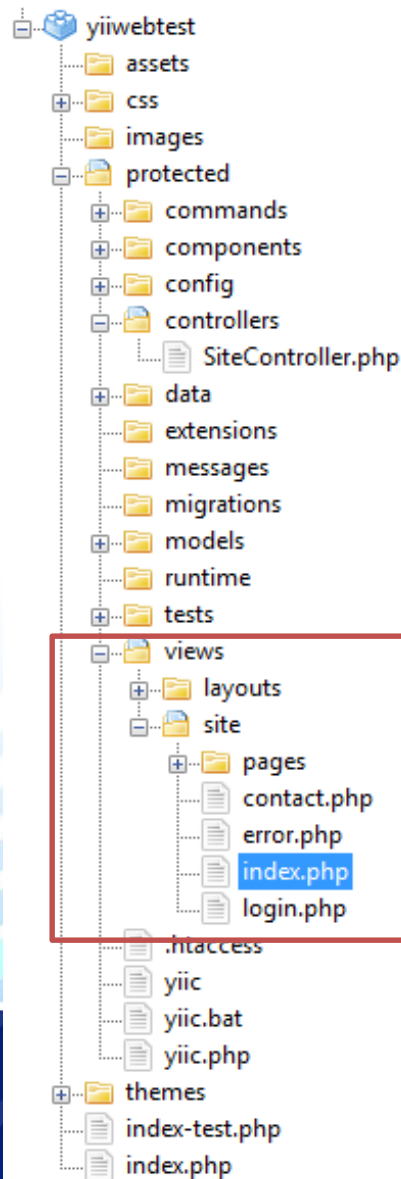 yiiwebtest
assets
css
images
protected
commands
components
config
controllers
SiteController.php
data
extensions
messages
migrations
models
runtime
tests
views
layouts
site
pages
contact.php
error.php
index.php
login.php
.htaccess
yiic
yiic.bat
yiic.php
themes
index-test.php
index.php